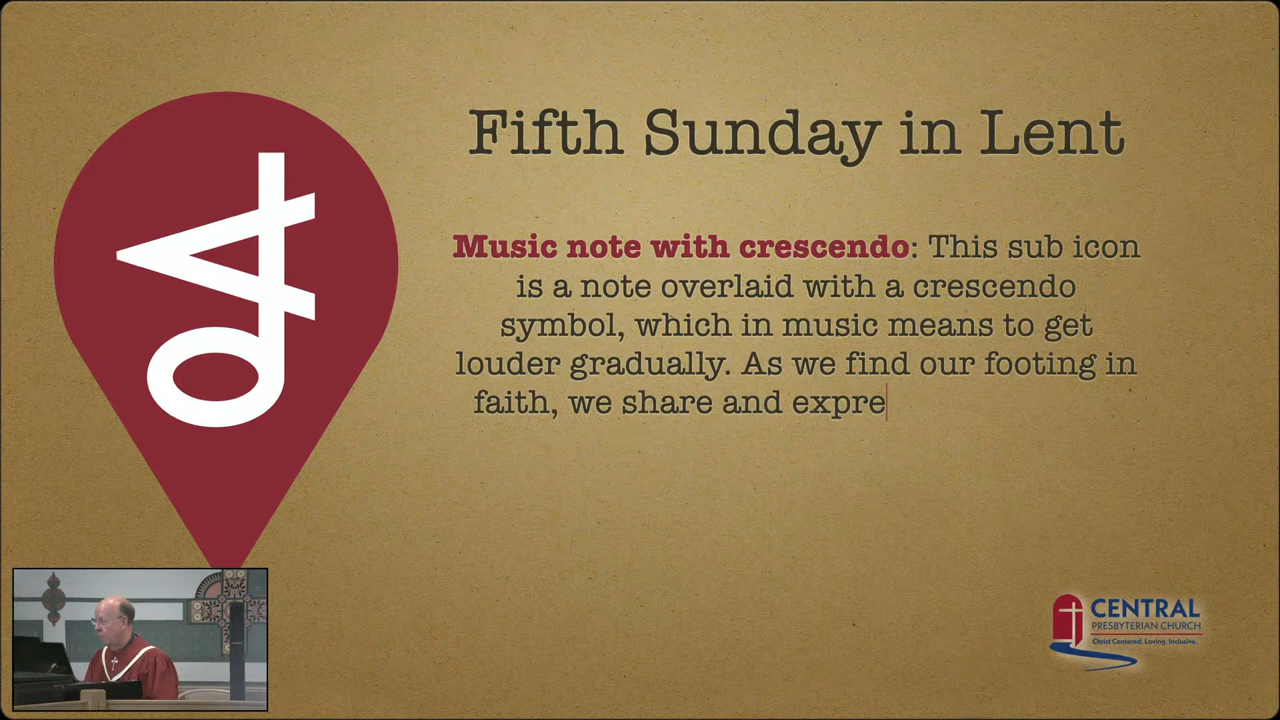 Fifth Sunday in Lent
Music note with crescendo: This sub icon
is a note overlaid with a crescendo
symbol, which in music means to get
louder gradually. As we find our footing in
faith, we share and expre
CENTRAL
PRESBYTERIAN CHURCH
Christ Centered. Loving. Inclusive.